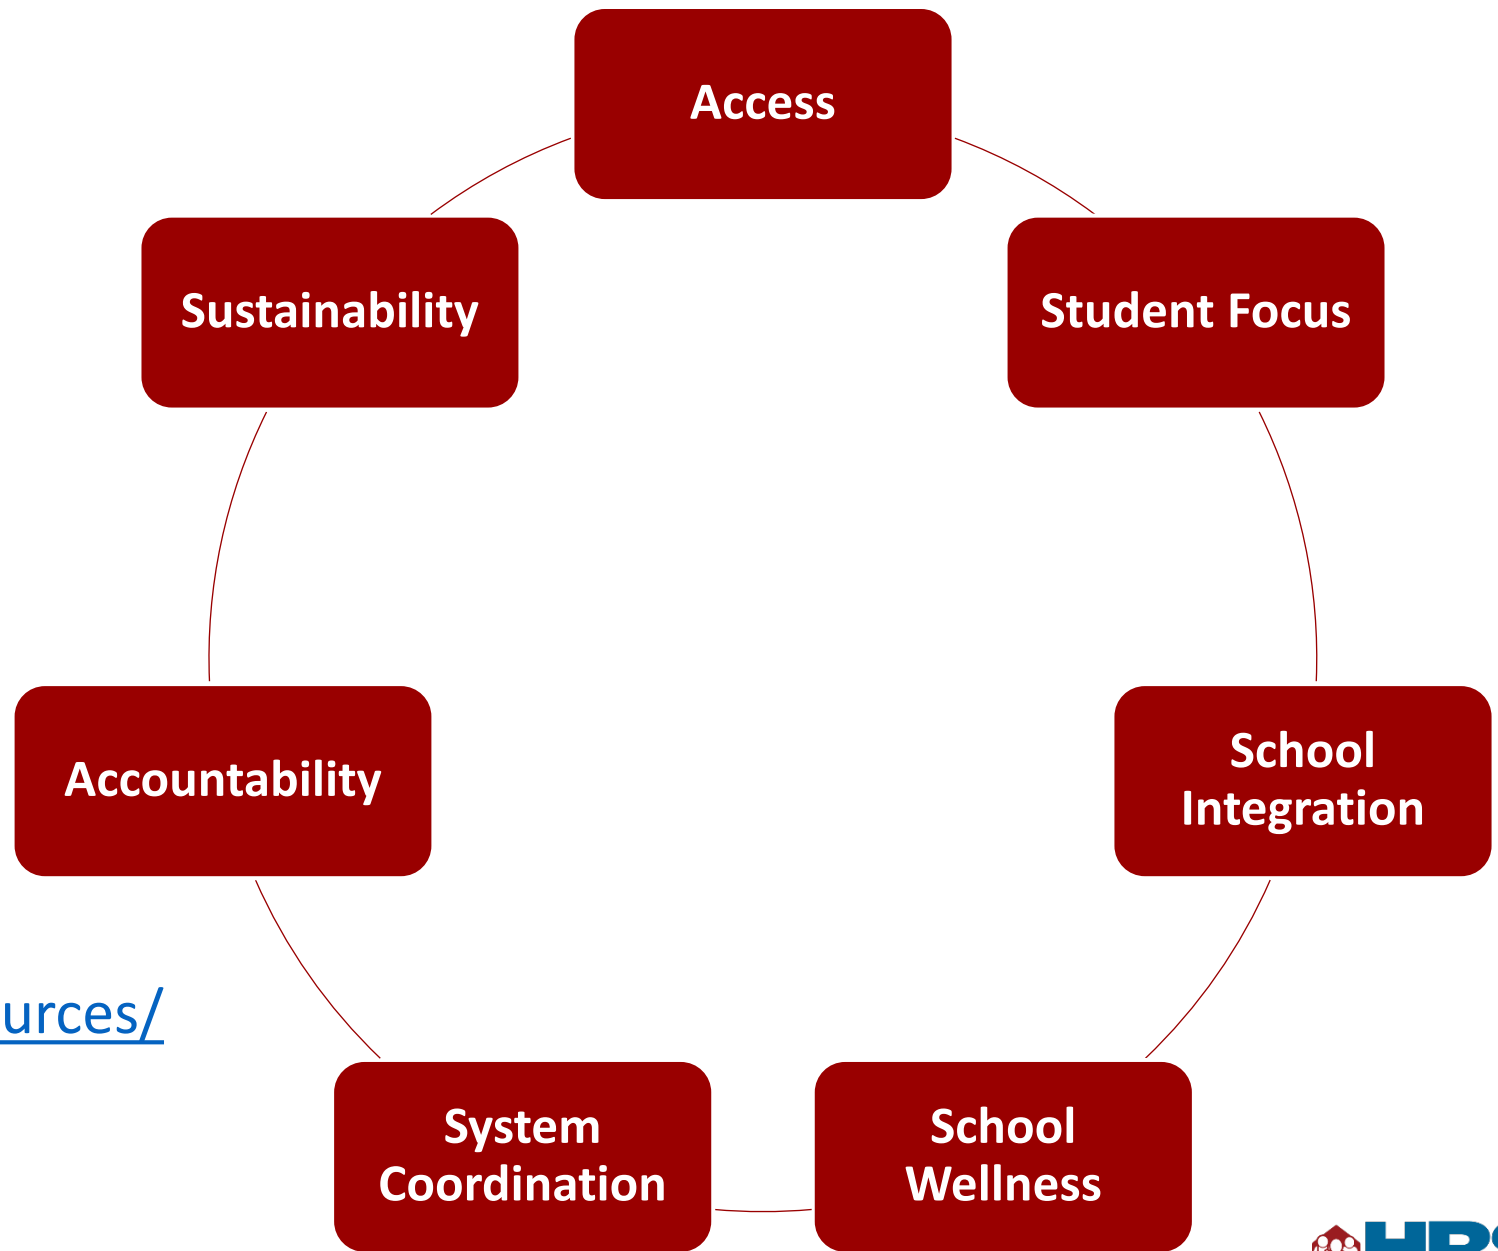 Access
Sustainability
Student Focus
Accountability
School
Integration
urces/
System
Coordination
School
Wellness